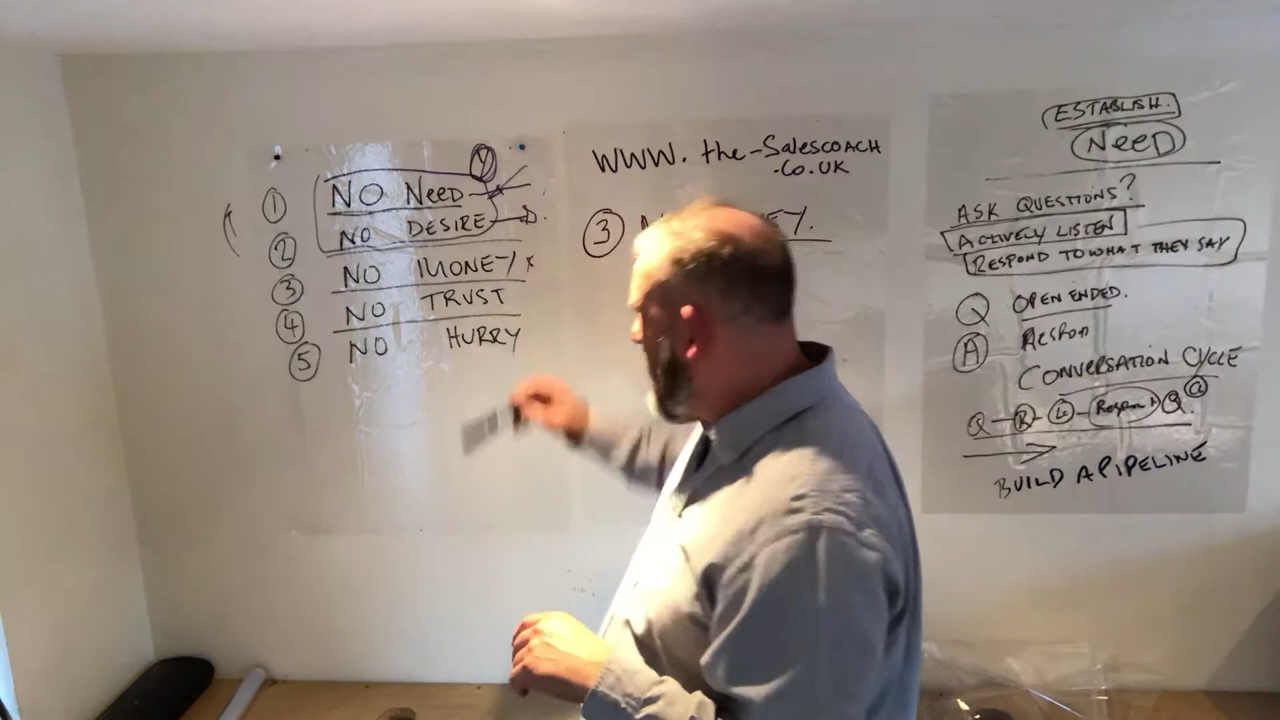 ① NO NEED
② NO DESIRE
③ NO MONEY x
④ NO TRUST
⑤ NO HURRY
WWW. the-Salescoach
.Co.UK
③ N EY.
ESTABLISH.
NEED
ASK QUESTIONS?
ACTIVELY LISTEN
RESPOND TO WHAT THEY SAY
Q OPEN ENDED.
A
CONVERSATION CYCLE
Q-R-L- Q
BUILD A PIPELINE